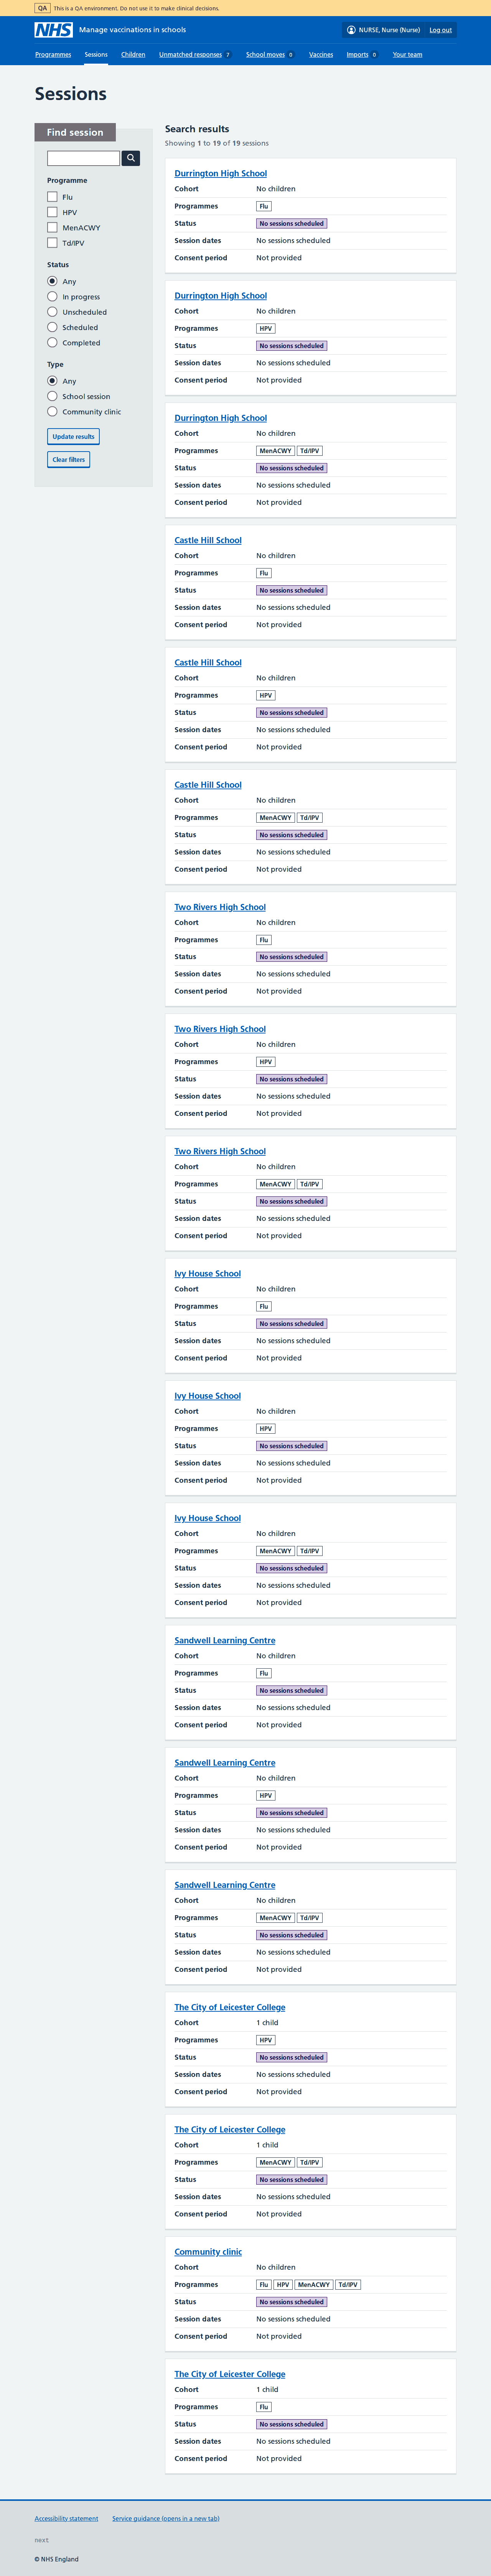 QA This is a QA environment. Do not use it to make clinical decisions.
NHS Manage vaccinations in schools NURSE, Nurse (Nurse) Log out
Programmes Sessions Children Unmatched responses 7 School moves 0 Vaccines Imports 0 Your team
Sessions
Find session
Programme
Flu
HPV
MenACWY
Td/IPV
Status
Any
In progress
Unscheduled
Scheduled
Completed
Type
Any
School session
Community clinic
Update results
Clear filters
Search results
Showing 1 to 19 of 19 sessions
Durrington High School
Cohort No children
Programmes Flu
Status No sessions scheduled
Session dates No sessions scheduled
Consent period Not provided
Durrington High School
Cohort No children
Programmes HPV
Status No sessions scheduled
Session dates No sessions scheduled
Consent period Not provided
Durrington High School
Cohort No children
Programmes MenACWY Td/IPV
Status No sessions scheduled
Session dates No sessions scheduled
Consent period Not provided
Castle Hill School
Cohort No children
Programmes Flu
Status No sessions scheduled
Session dates No sessions scheduled
Consent period Not provided
Castle Hill School
Cohort No children
Programmes HPV
Status No sessions scheduled
Session dates No sessions scheduled
Consent period Not provided
Castle Hill School
Cohort No children
Programmes MenACWY Td/IPV
Status No sessions scheduled
Session dates No sessions scheduled
Consent period Not provided
Two Rivers High School
Cohort No children
Programmes Flu
Status No sessions scheduled
Session dates No sessions scheduled
Consent period Not provided
Two Rivers High School
Cohort No children
Programmes HPV
Status No sessions scheduled
Session dates No sessions scheduled
Consent period Not provided
Two Rivers High School
Cohort No children
Programmes MenACWY Td/IPV
Status No sessions scheduled
Session dates No sessions scheduled
Consent period Not provided
Ivy House School
Cohort No children
Programmes Flu
Status No sessions scheduled
Session dates No sessions scheduled
Consent period Not provided
Ivy House School
Cohort No children
Programmes HPV
Status No sessions scheduled
Session dates No sessions scheduled
Consent period Not provided
Ivy House School
Cohort No children
Programmes MenACWY Td/IPV
Status No sessions scheduled
Session dates No sessions scheduled
Consent period Not provided
Sandwell Learning Centre
Cohort No children
Programmes Flu
Status No sessions scheduled
Session dates No sessions scheduled
Consent period Not provided
Sandwell Learning Centre
Cohort No children
Programmes HPV
Status No sessions scheduled
Session dates No sessions scheduled
Consent period Not provided
Sandwell Learning Centre
Cohort No children
Programmes MenACWY Td/IPV
Status No sessions scheduled
Session dates No sessions scheduled
Consent period Not provided
The City of Leicester College
Cohort 1 child
Programmes HPV
Status No sessions scheduled
Session dates No sessions scheduled
Consent period Not provided
The City of Leicester College
Cohort 1 child
Programmes MenACWY Td/IPV
Status No sessions scheduled
Session dates No sessions scheduled
Consent period Not provided
Community clinic
Cohort No children
Programmes Flu HPV MenACWY Td/IPV
Status No sessions scheduled
Session dates No sessions scheduled
Consent period Not provided
The City of Leicester College
Cohort 1 child
Programmes Flu
Status No sessions scheduled
Session dates No sessions scheduled
Consent period Not provided
Accessibility statement Service guidance (opens in a new tab)
next
© NHS England